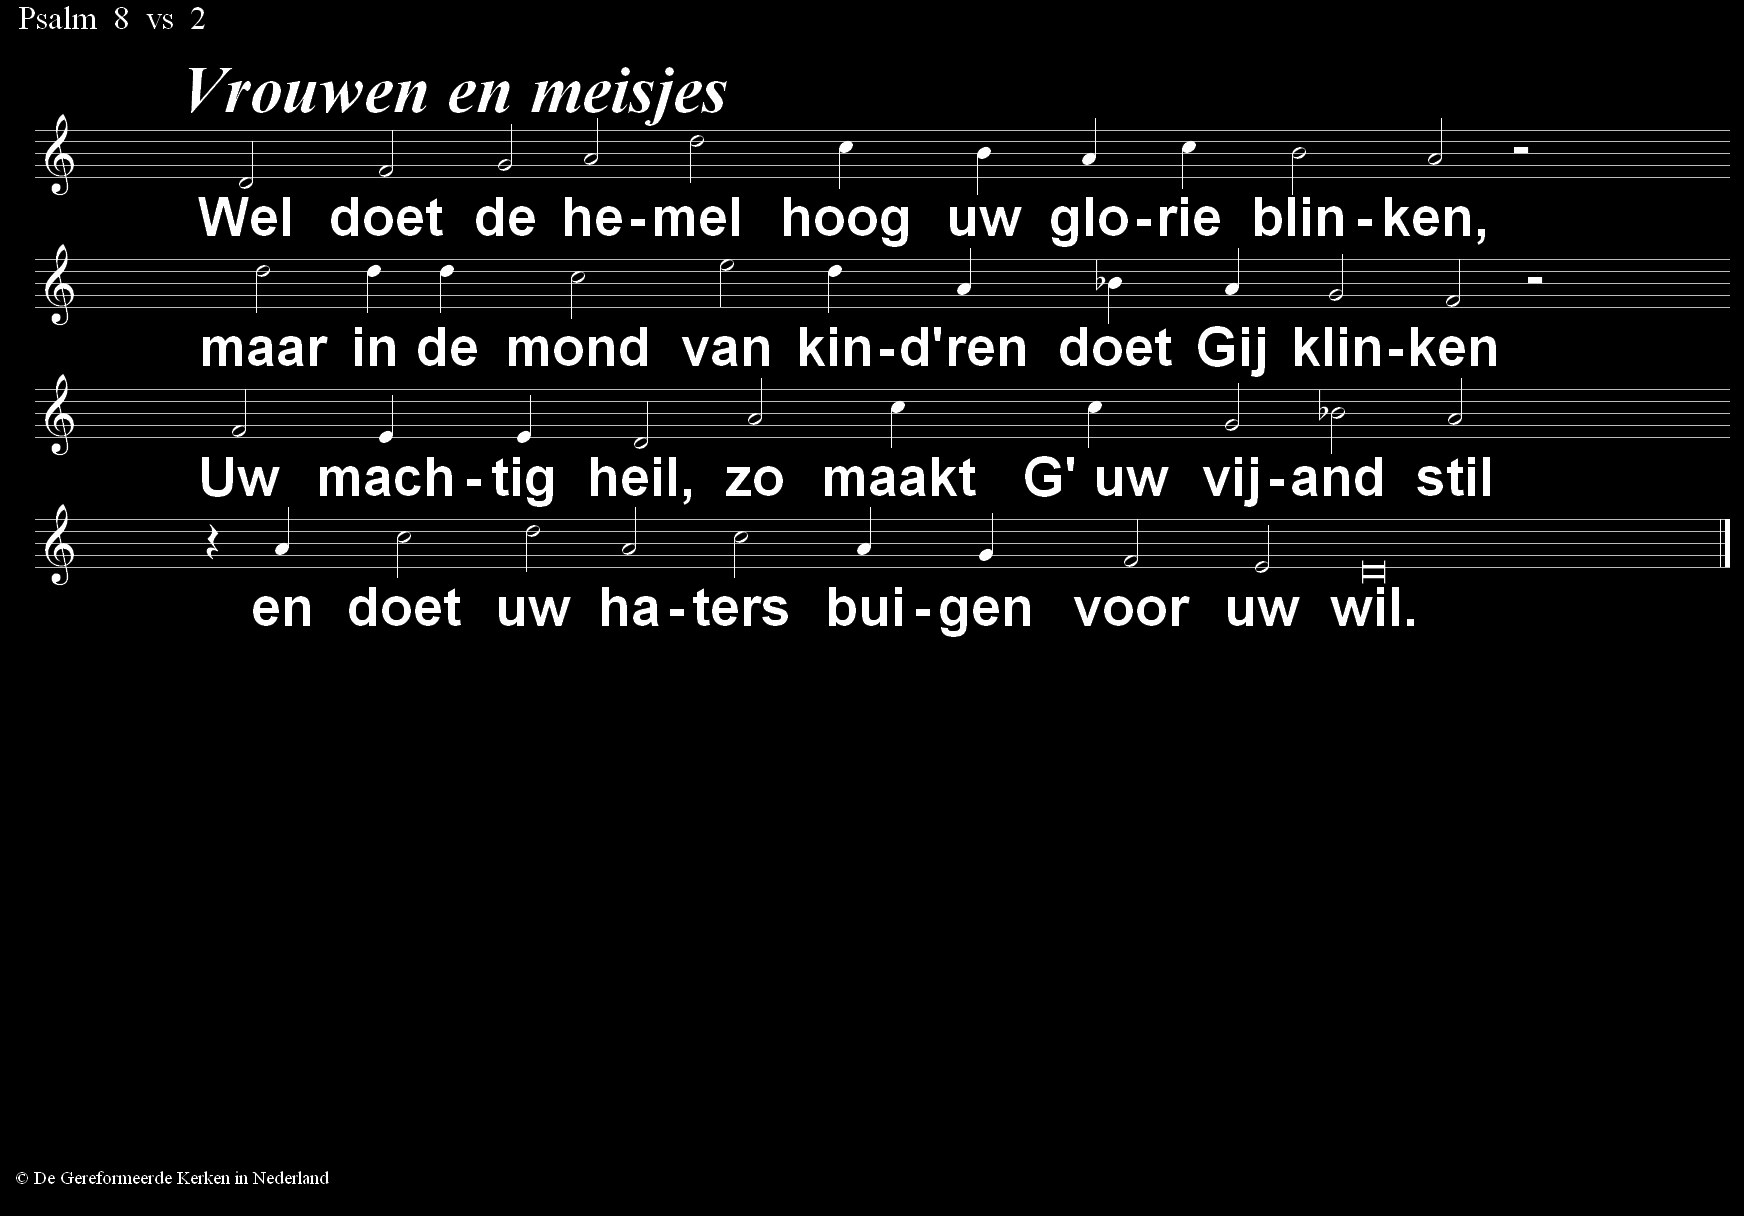 Psalm 8 vs 2
Vrouwen en meisjes
Wel doet de he-mel hoog uw glo-rie blin-ken,
maar in de mond van kin-d'ren doet Gij klin-ken
Uw mach-tig heil, zo maakt G' uw vij-and stil
en doet uw ha-ters bui-gen voor uw wil.
© De Gereformeerde Kerken in Nederland